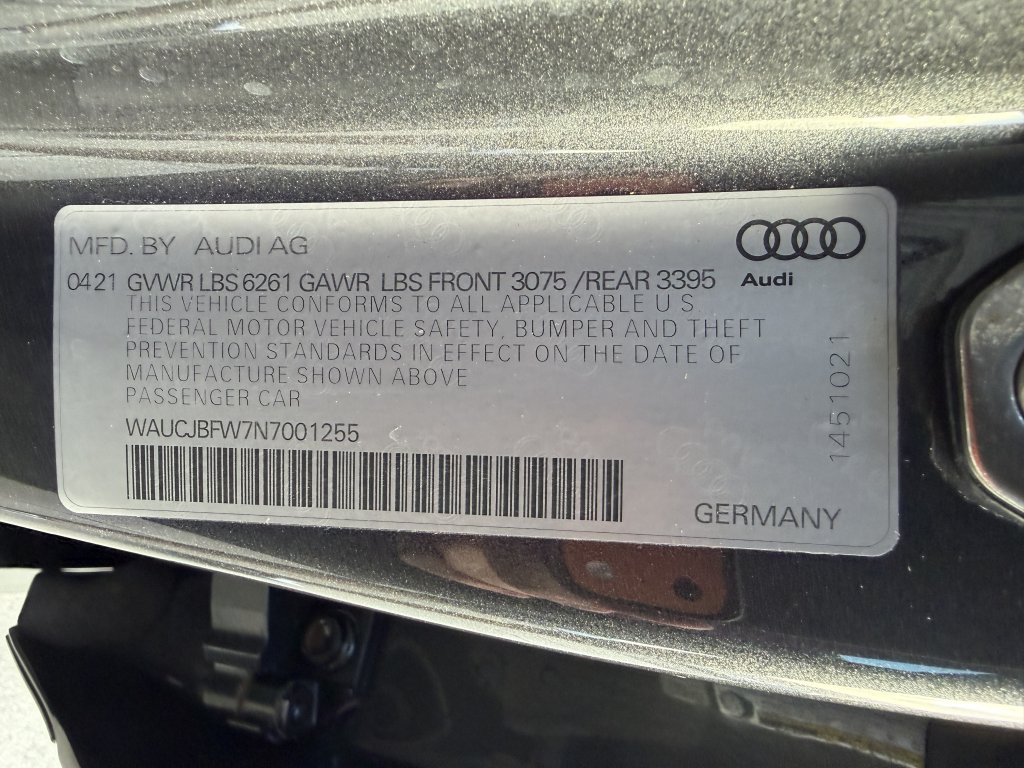 MFD. BY AUDI AG
0421 GVWR LBS 6261 GAWR LBS FRONT 3075 /REAR 3395
Audi
THIS VEHICLE CONFORMS TO ALL APPLICABLE U S
FEDERAL MOTOR VEHICLE SAFETY, BUMPER AND THEFT
PREVENTION STANDARDS IN EFFECT ON THE DATE OF
MANUFACTURE SHOWN ABOVE
PASSENGER CAR
WAUCJBFW7N7001255
1451021
GERMANY